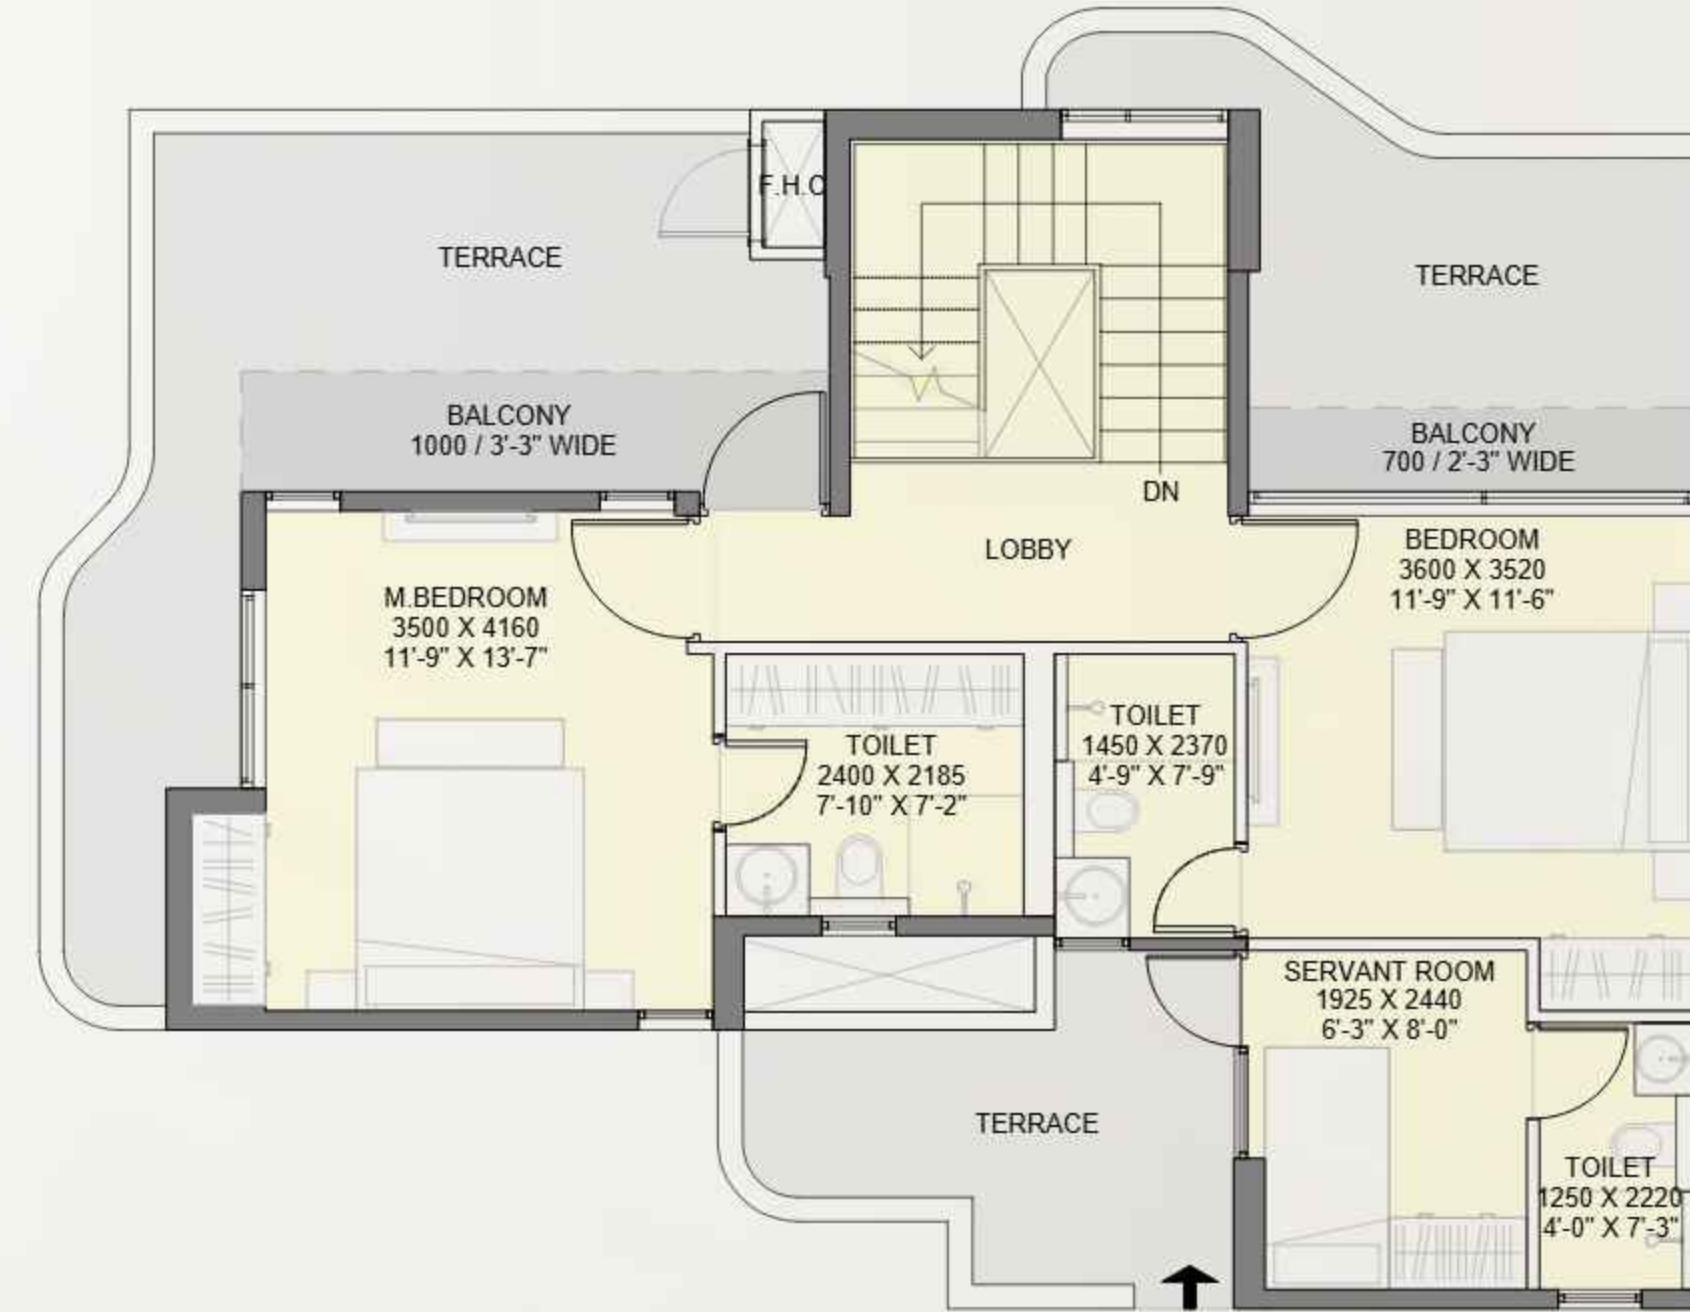 F.H.C
TERRACE
TERRACE
BALCONY
1000 / 3'-3" WIDE
BALCONY
700 / 2'-3" WIDE
DN
LOBBY
BEDROOM
3600 X 3520
11'-9" X 11'-6"
M.BEDROOM
3500 X 4160
11'-9" X 13'-7"
TOILET
2400 X 2185
7'-10" X 7'-2"
TOILET
1450 X 2370
4'-9" X 7'-9"
SERVANT ROOM
1925 X 2440
6'-3" X 8'-0"
TERRACE
TOILET
1250 X 2220
4'-0" X 7'-3"